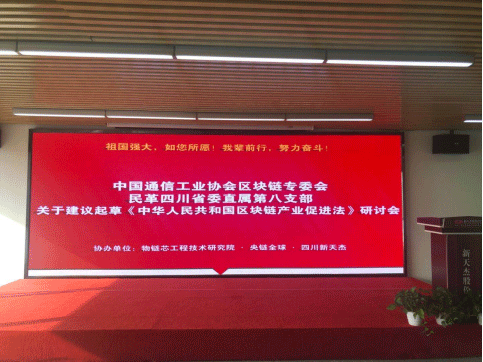 祖国强大、如您所愿！我辈前行，努力奋斗！
中国通信工业协会区块链专委会
民革四川省委直属第八支部
关于建议起草《中华人民共和国区块链产业促进法》研讨会
协办单位：物链芯工程技术研究院 · 央链全球 · 四川新天杰
新天杰股份